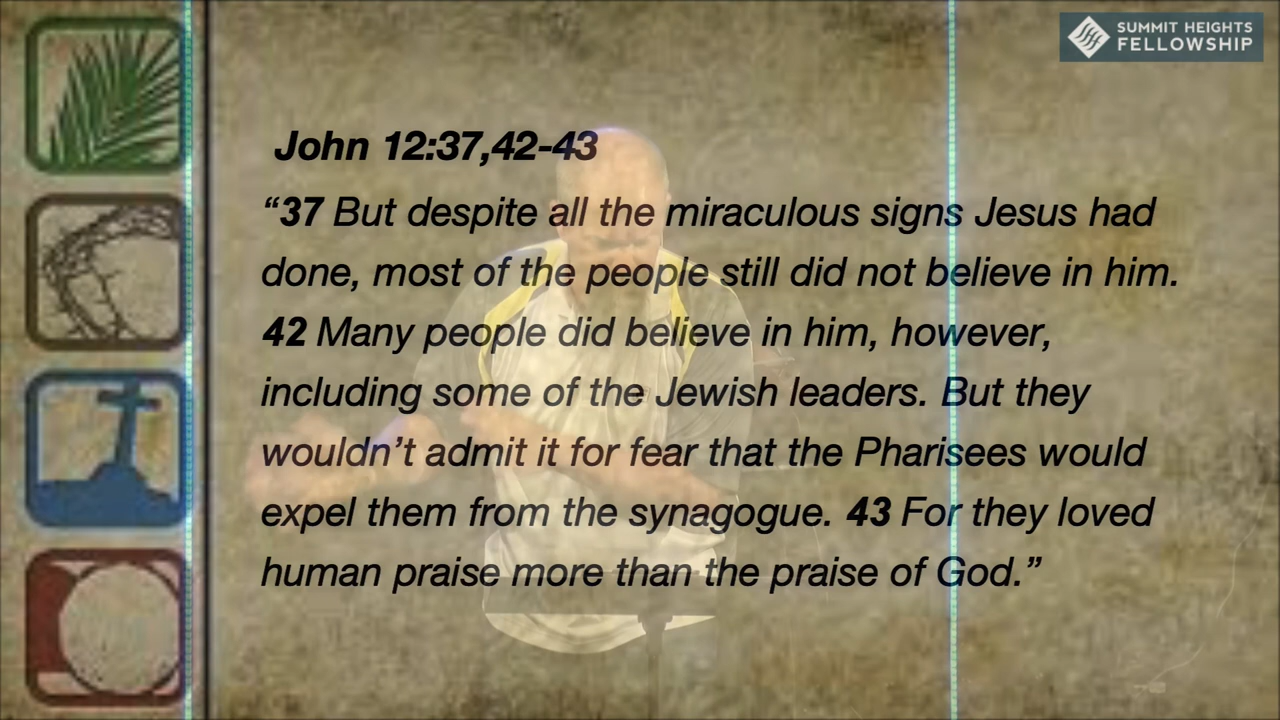 SUMMIT HEIGHTS
FELLOWSHIP
John 12:37,42-43
“37 But despite all the miraculous signs Jesus had
done, most of the people still did not believe in him.
42 Many people did believe in him, however,
including some of the Jewish leaders. But they
wouldn’t admit it for fear that the Pharisees would
expel them from the synagogue. 43 For they loved
human praise more than the praise of God.”